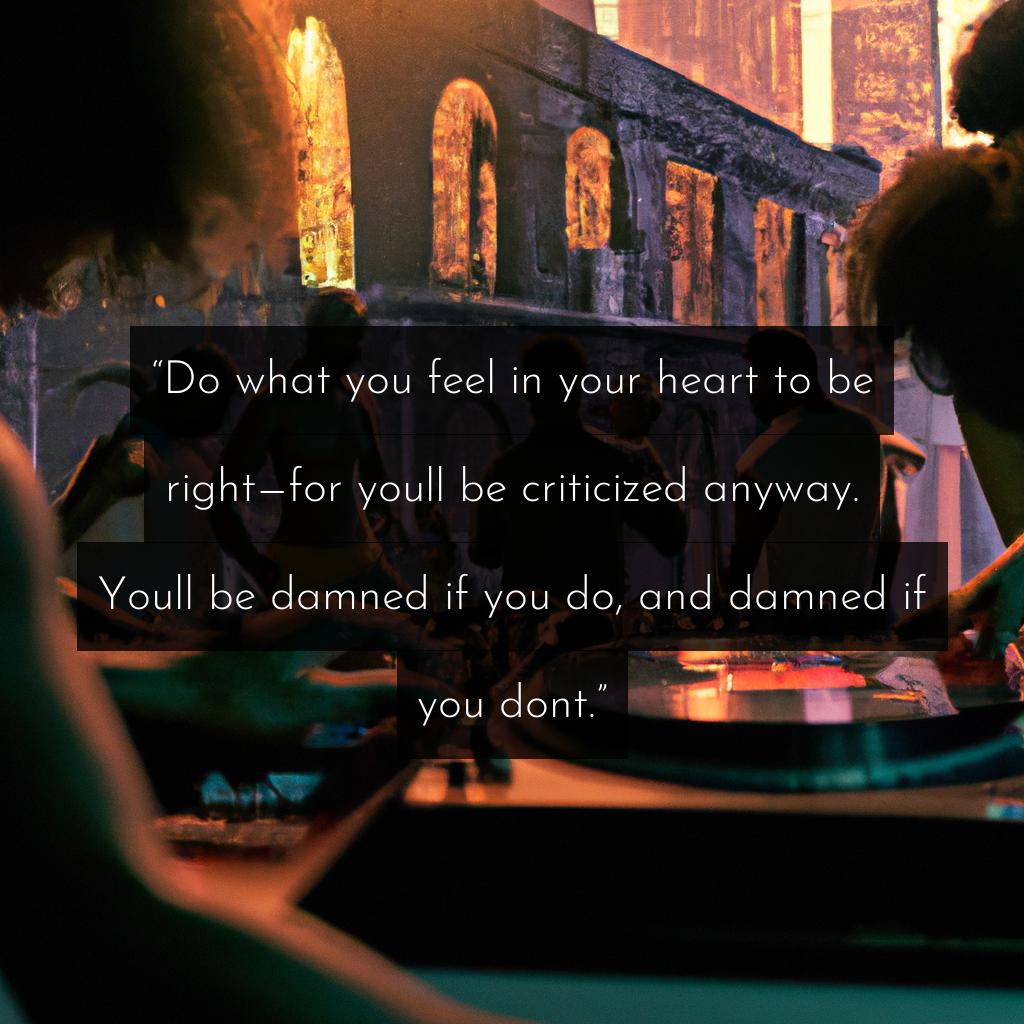 “Do what you feel in your heart to be
right–for youll be criticized anyway.
Youll be damned if you do, and damned if
you dont.”